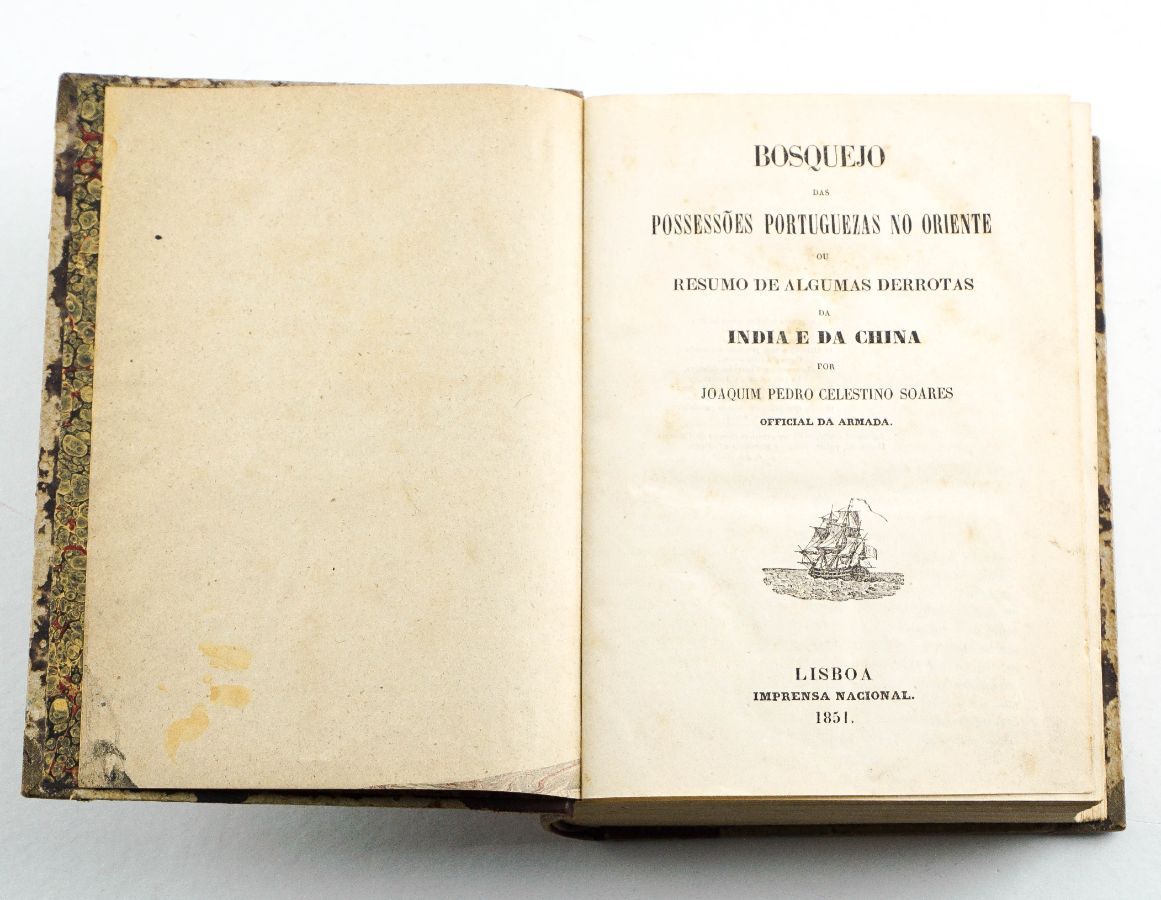 BOSQUEJO
DAS
POSSESSÕES PORTUGUEZAS NO ORIENTE
OU
RESUMO DE ALGUMAS DERROTAS
DA
INDIA E DA CHINA
POR
JOAQUIM PEDRO CELESTINO SOARES
OFFICIAL DA ARMADA.
LISBOA
IMPRENSA NACIONAL.
1851.